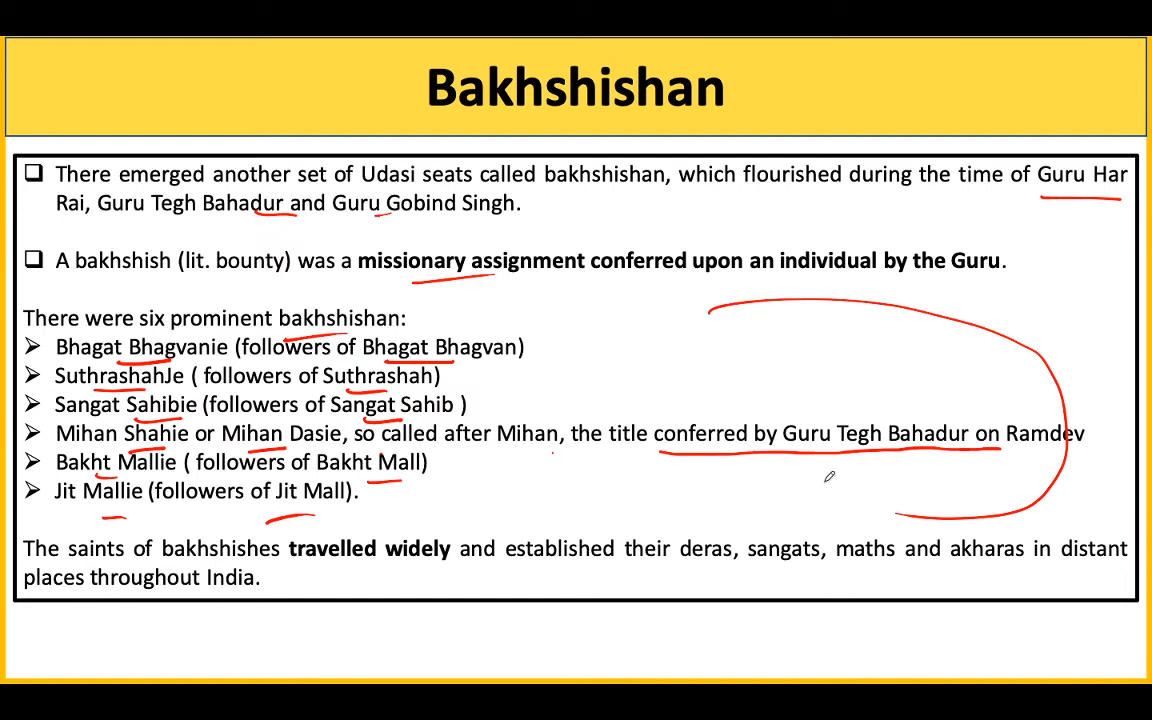 Bakhshishan
❑ There emerged another set of Udasi seats called bakhshishan, which flourished during the time of Guru Har
Rai, Guru Tegh Bahadur and Guru Gobind Singh.
❑ A bakhshish (lit. bounty) was a missionary assignment conferred upon an individual by the Guru.
There were six prominent bakhshishan:
➢ Bhagat Bhagvanie (followers of Bhagat Bhagvan)
➢ SuthrashahJe ( followers of Suthrashah)
➢ Sangat Sahibie (followers of Sangat Sahib )
➢ Mihan Shahie or Mihan Dasie, so called after Mihan, the title conferred by Guru Tegh Bahadur on Ramdev
➢ Bakht Mallie ( followers of Bakht Mall)
➢ Jit Mallie (followers of Jit Mall).
The saints of bakhshishes travelled widely and established their deras, sangats, maths and akharas in distant
places throughout India.